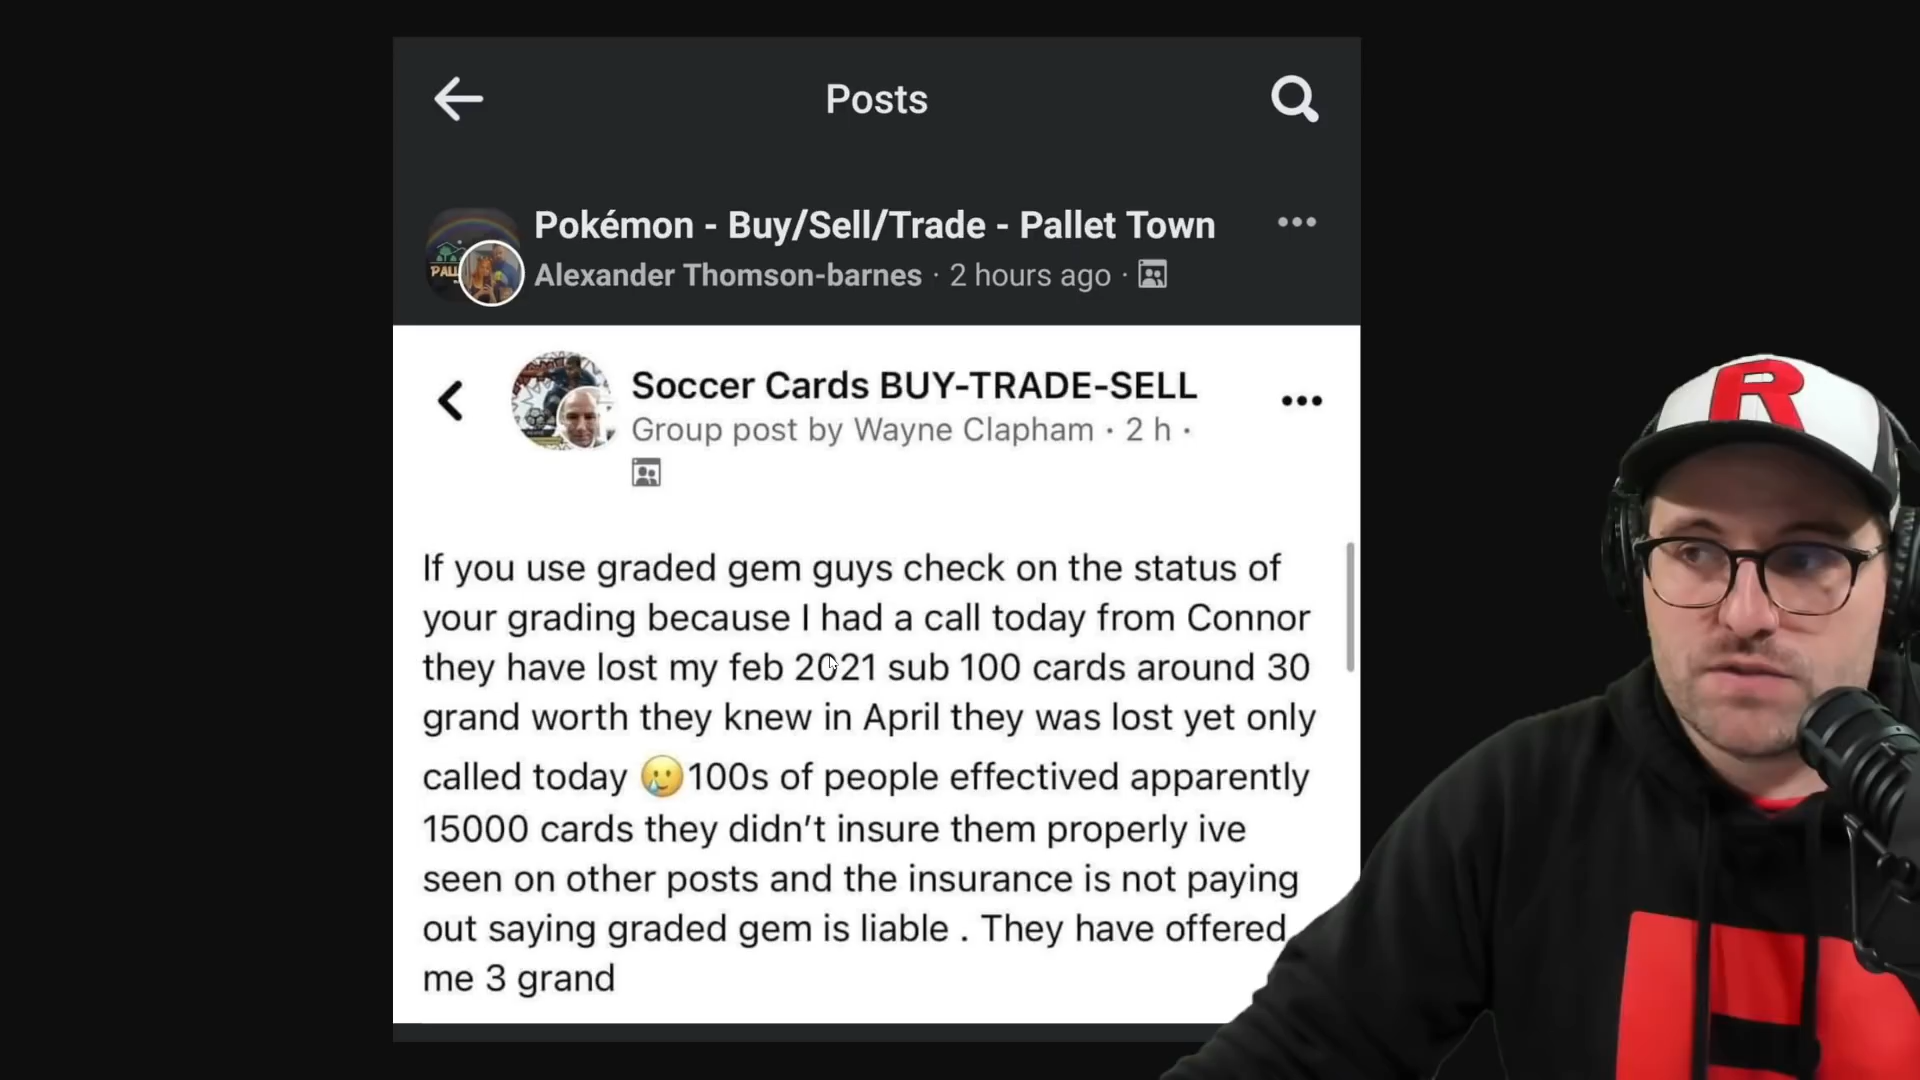 Posts
Pokémon - Buy/Sell/Trade - Pallet Town
Alexander Thomson-barnes · 2 hours ago ·
PALL
Soccer Cards BUY-TRADE-SELL
Group post by Wayne Clapham · 2 h ·
If you use graded gem guys check on the status of
your grading because I had a call today from Connor
they have lost my feb 2021 sub 100 cards around 30
grand worth they knew in April they was lost yet only
called today 🥲100s of people effectived apparently
15000 cards they didn't insure them properly ive
seen on other posts and the insurance is not paying
out saying graded gem is liable . They have offered
me 3 grand
R